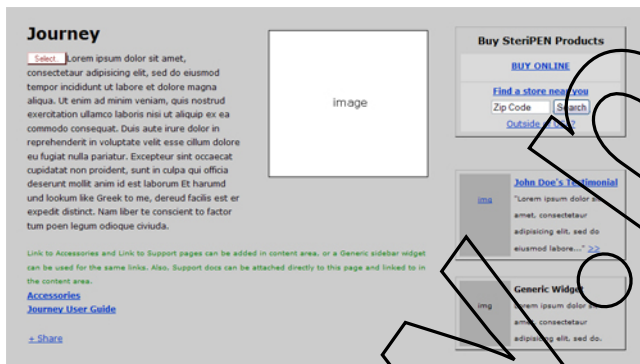 Journey
Select. Lorem ipsum dolor sit amet,
consectetaur adipisicing elit, sed do eiusmod
tempor incididunt ut labore et dolore magna
aliqua. Ut enim ad minim veniam, quis nostrud
exercitation ullamco laboris nisi ut aliquip ex ea
commodo consequat. Duis aute irure dolor in
reprehenderit in voluptate velit esse cillum dolore
eu fugiat nulla pariatur. Excepteur sint occaecat
cupidatat non proident, sunt in culpa qui officia
deserunt mollit anim id est laborum Et harumd
und lookum like Greek to me, dereud facilis est er
expedit distinct. Nam liber te conscient to factor
tum poen legum odioque civiuda.
image
Link to Accessories and Link to Support pages can be added in content area, or a Generic sidebar widget
can be used for the same links. Also, Support docs can be attached directly to this page and linked to in
the content area.
Accessories
Journey User Guide
+ Share
Buy SteriPEN Products
BUY ONLINE
Find a store near you
Zip Code Search
Outside
img
John Doe's Testimonial
"Lorem ipsum dolor
amet, consectetaur
adipisicing elit, sed do
eiusmod labore..." >>
img
Generic Widget
Lorem ipsum dolor
amet, consectetaur
adipisicing elit, sed do.